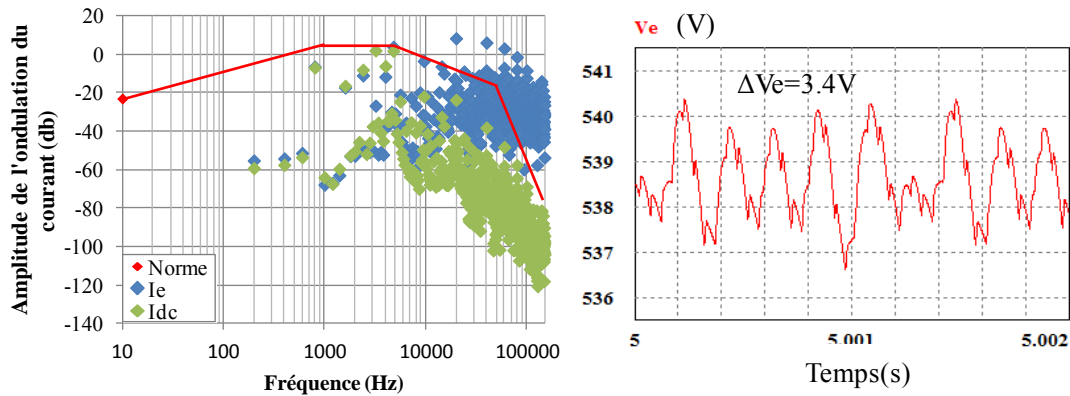 Amplitude de l'ondulation du
courant (db)
20
0
-20
-40
-60
-80
-100
-120
-140
Norme
Ie
Idc
10
100
1000
10000
100000
Fréquence (Hz)
Ve (V)
ΔVe=3.4V
541
540
539
538
537
536
5
5.001
5.002
Temps(s)